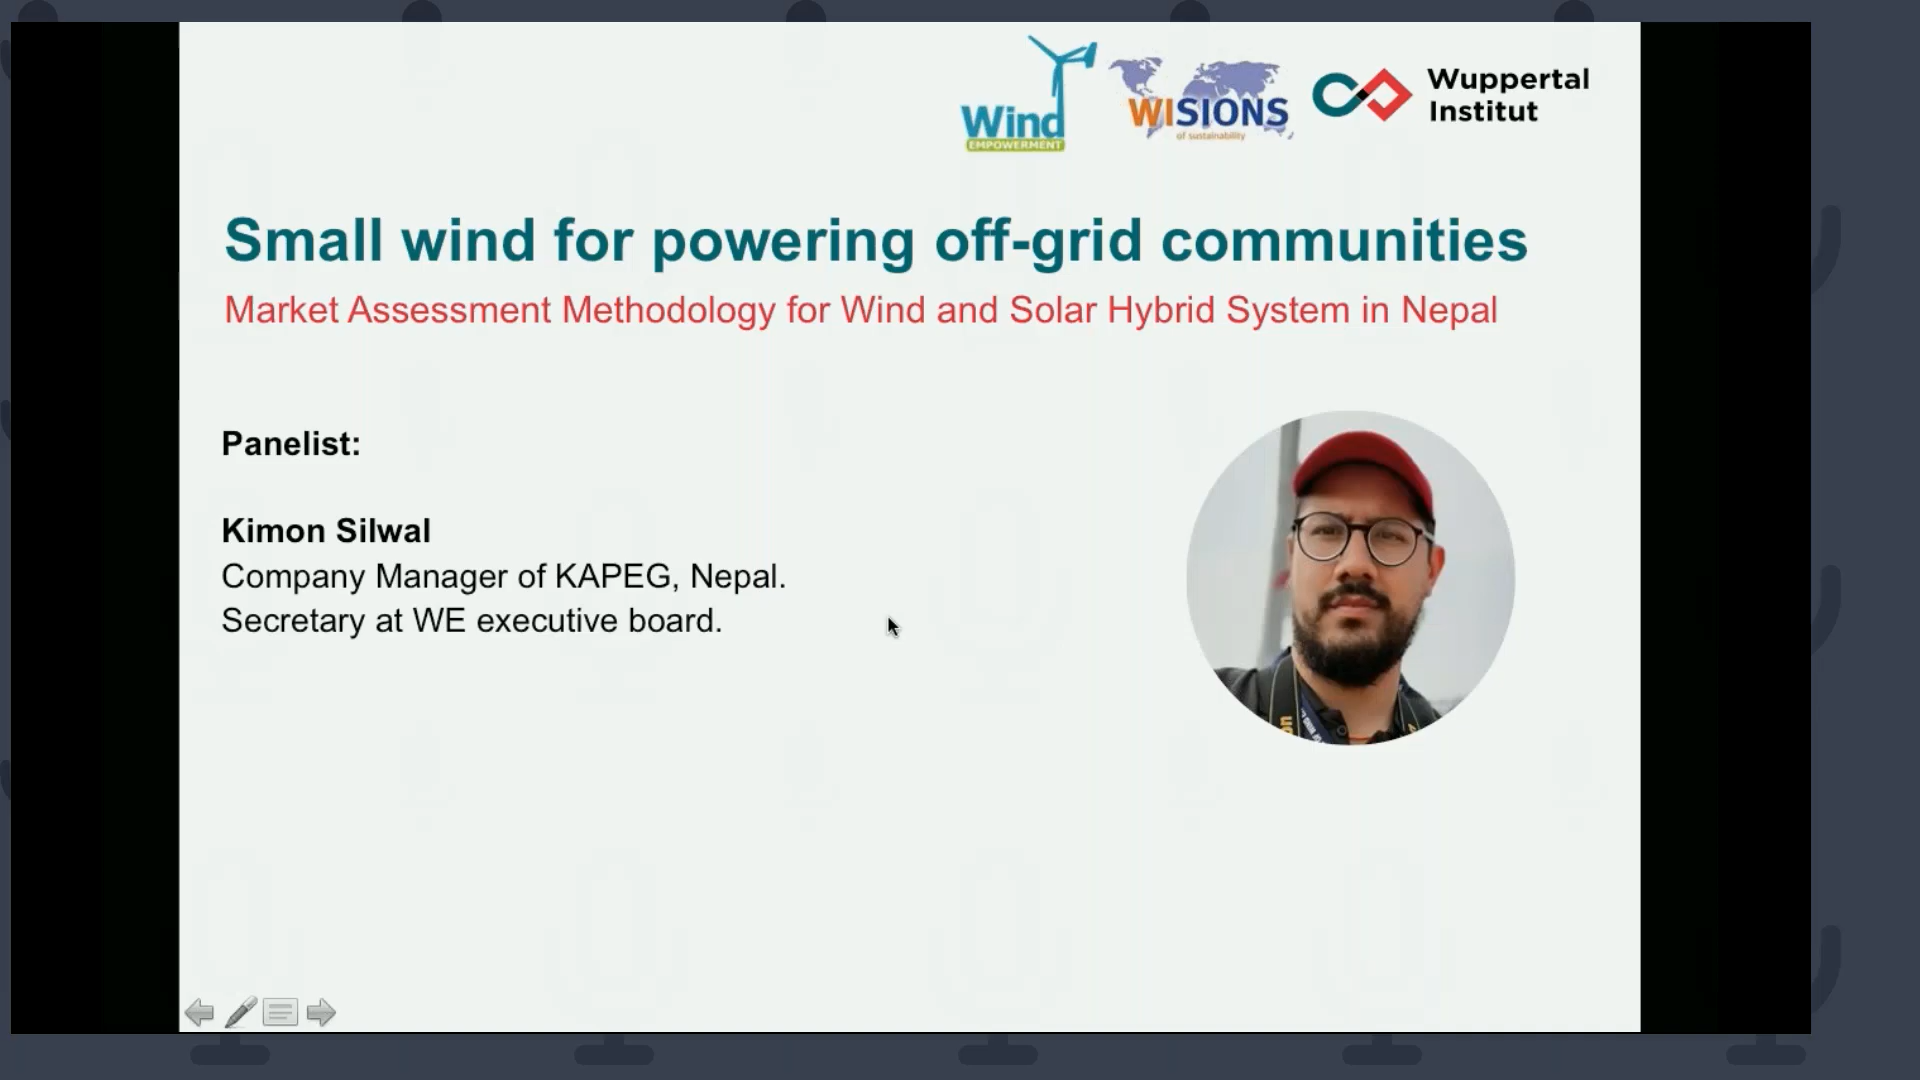 Wind
EMPOWERMENT
WISIONS
of sustainability
Wuppertal
Institut
Small wind for powering off-grid communities
Market Assessment Methodology for Wind and Solar Hybrid System in Nepal
Panelist:
Kimon Silwal
Company Manager of KAPEG, Nepal.
Secretary at WE executive board.